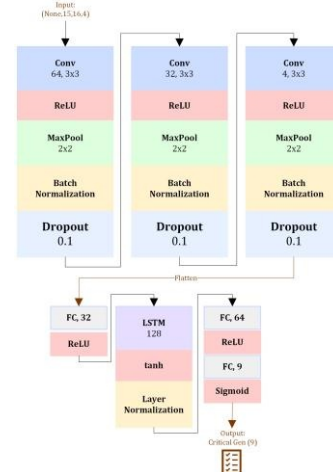 Input:
(None,15,16,4)
Conv
64, 3x3
ReLU
MaxPool
2x2
Batch
Normalization
Dropout
0.1
Conv
32, 3x3
ReLU
MaxPool
2x2
Batch
Normalization
Dropout
0.1
Conv
4, 3x3
ReLU
MaxPool
2x2
Batch
Normalization
Dropout
0.1
Flatten
FC, 32
ReLU
LSTM
128
tanh
Layer
Normalization
FC, 64
ReLU
FC, 9
Sigmoid
Output:
Critical Gen (9)